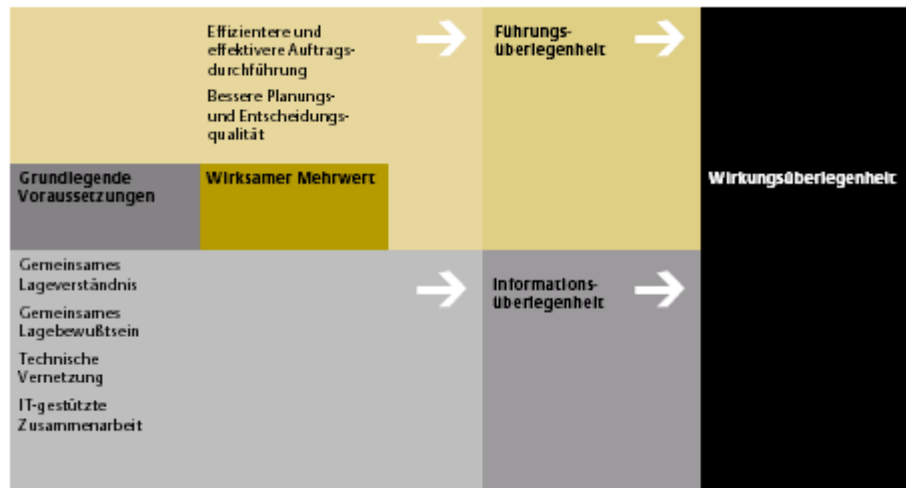 Effizientere und
effektivere Auftrags-
durchführung
Bessere Planungs-
und Entscheidungs-
qualität
Führungs-
überlegenheit
Grundlegende
Voraussetzungen
Wirksamer Mehrwert
Wirkungsüberlegenheit
Gemeinsames
Lageverständnis
Gemeinsames
Lagebewußtsein
Technische
Vernetzung
IT-gestützte
Zusammenarbeit
Informations-
überlegenheit